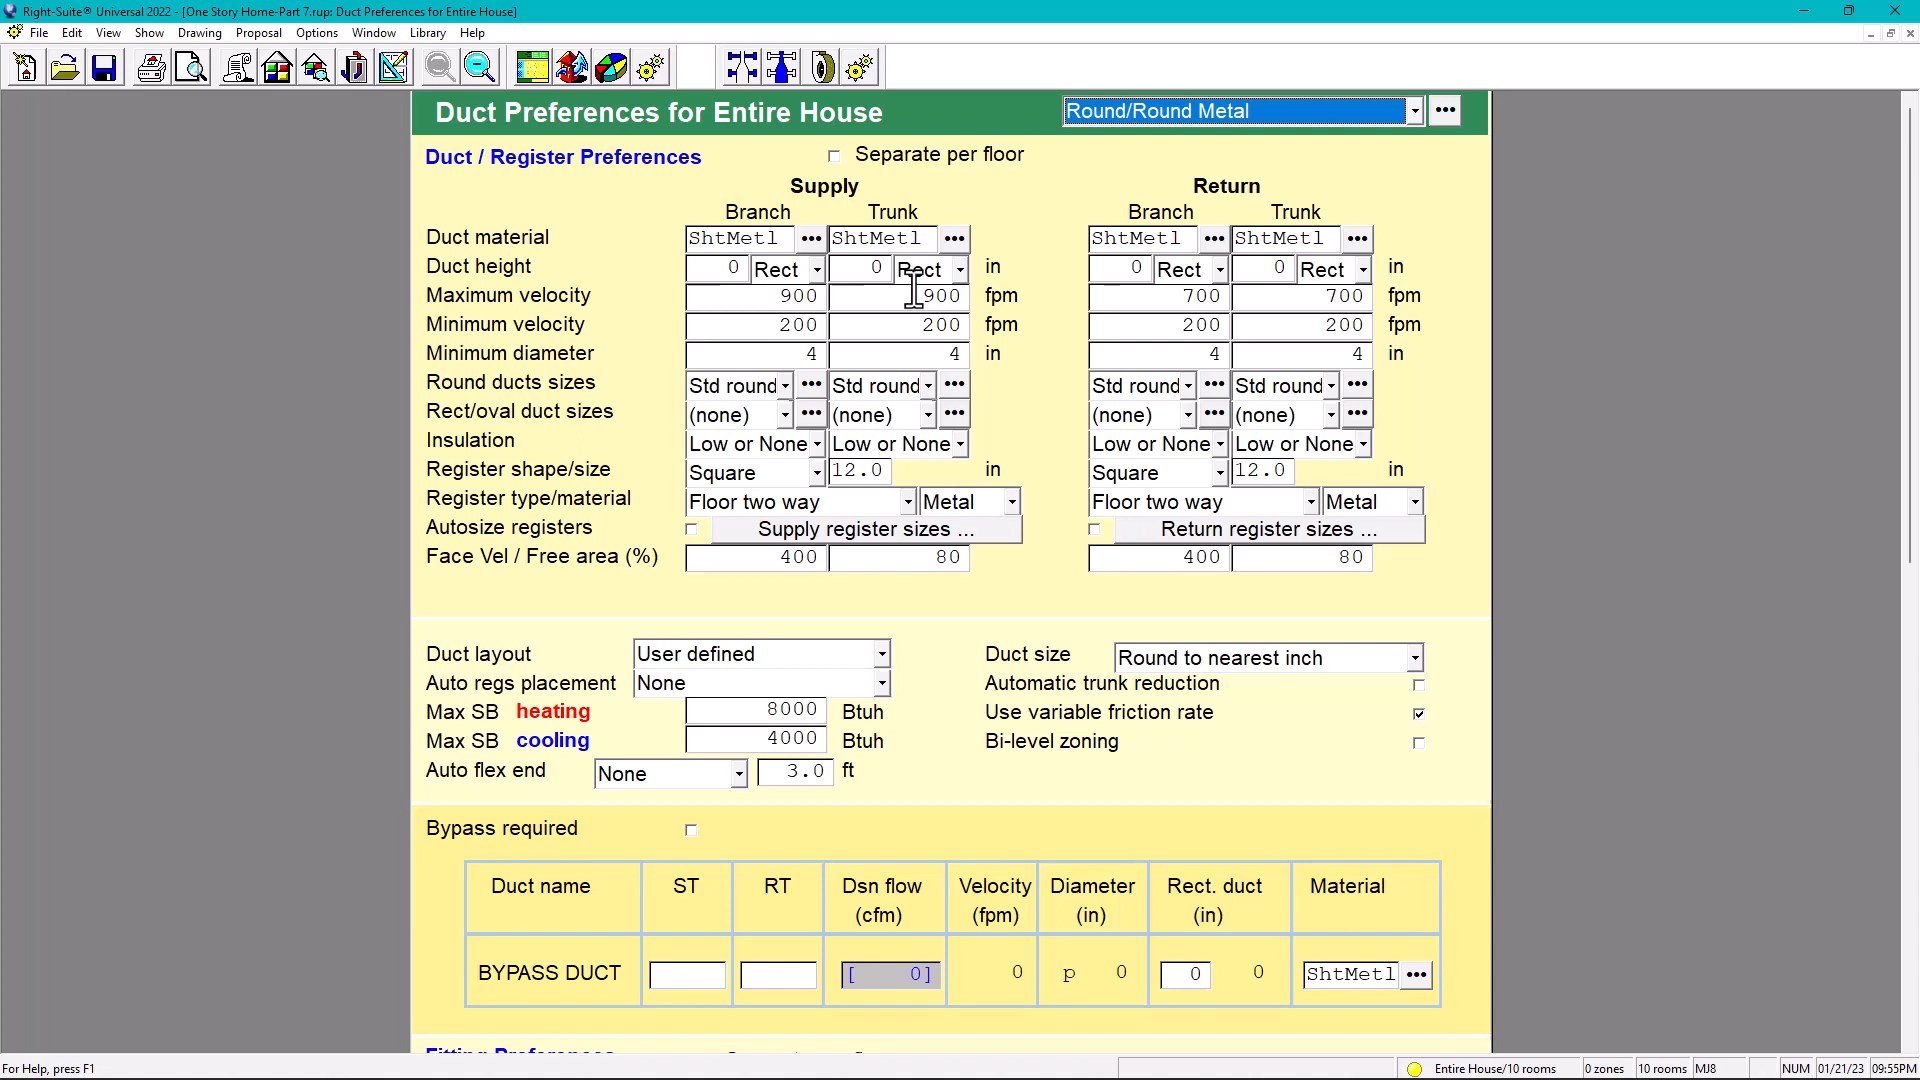 Right-Suite® Universal 2022 - [One Story Home-Part 7.rup: Duct Preferences for Entire House]
File Edit View Show Drawing Proposal Options Window Library Help
Duct Preferences for Entire House Round/Round Metal
Duct / Register Preferences Separate per floor
Supply Return
Branch Trunk Branch Trunk
Duct material ShtMetl ShtMetl ShtMetl ShtMetl
Duct height 0 Rect 0 Rect in 0 Rect 0 Rect in
Maximum velocity 900 900 fpm 700 700 fpm
Minimum velocity 200 200 fpm 200 200 fpm
Minimum diameter 4 4 in 4 4 in
Round ducts sizes Std round Std round Std round Std round
Rect/oval duct sizes (none) (none) (none) (none)
Insulation Low or None Low or None Low or None Low or None
Register shape/size Square 12.0 in Square 12.0 in
Register type/material Floor two way Metal Floor two way Metal
Autosize registers Supply register sizes ... Return register sizes ...
Face Vel / Free area (%) 400 80 400 80
Duct layout User defined Duct size Round to nearest inch
Auto regs placement None Automatic trunk reduction
Max SB heating 8000 Btuh Use variable friction rate
Max SB cooling 4000 Btuh Bi-level zoning
Auto flex end None 3.0 ft
Bypass required
Duct name ST RT Dsn flow Velocity Diameter Rect. duct Material
(cfm) (fpm) (in) (in)
BYPASS DUCT [ 0] 0 p 0 0 0 ShtMetl
Fitting Preferences
For Help, press F1 Entire House/10 rooms 0 zones 10 rooms MJ8 NUM 01/21/23 09:55PM